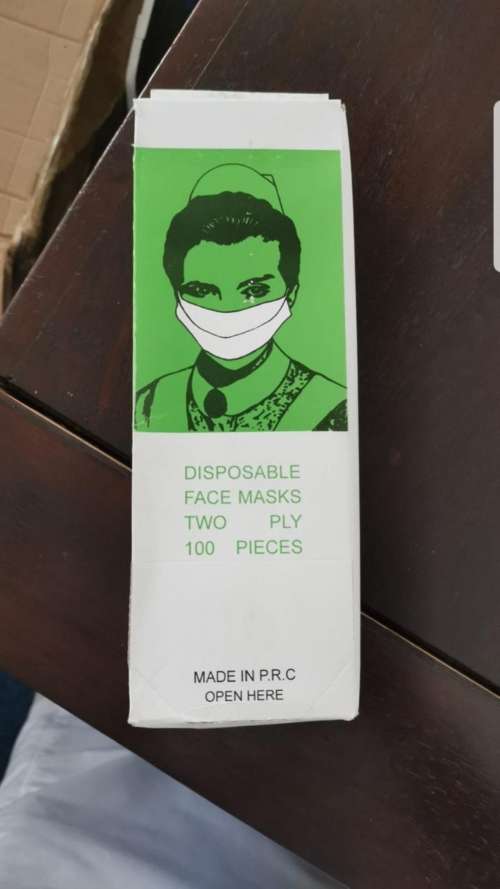 DISPOSABLE
FACE MASKS
TWO PLY
100 PIECES
MADE IN P.R.C
OPEN HERE